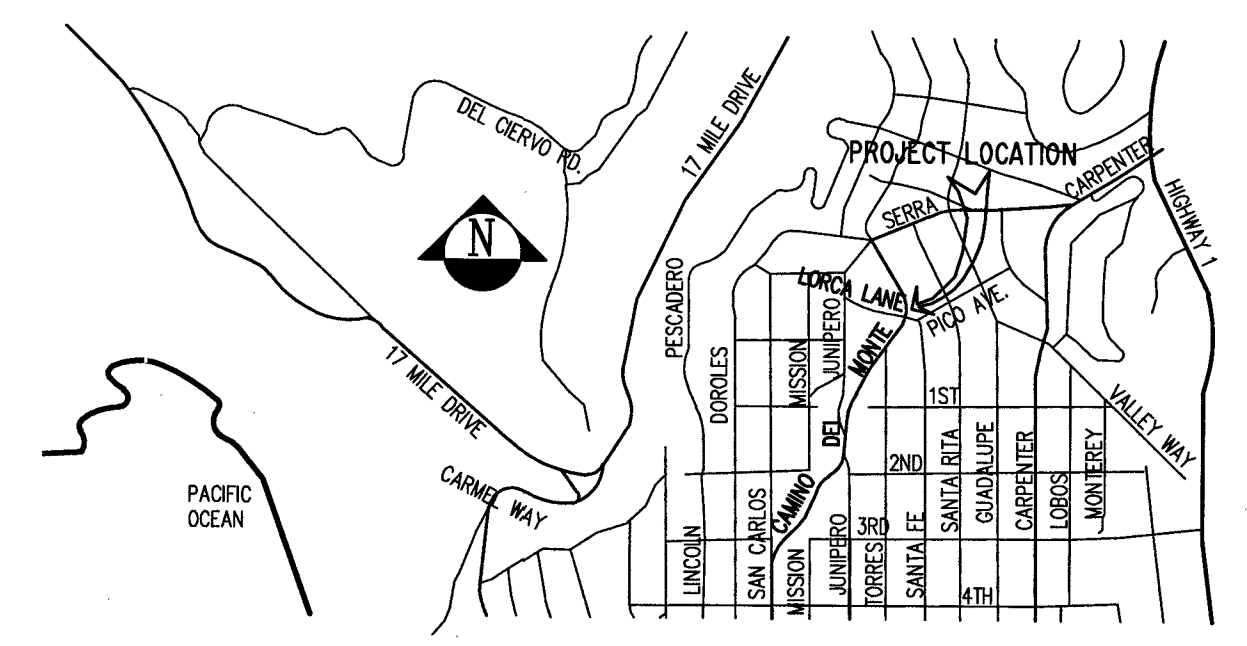 DEL CIERVO RD.
17 MILE DRIVE
PROJECT LOCATION
CARPENTER
SERRA
HIGHWAY 1
N
PESCADERO
LORCA LANE
PICO AVE.
DOROLES
MISSION
JUNIPERO
CAMINO DEL MONTE
17 MILE DRIVE
1ST
VALLEY WAY
2ND
SANTA RITA
GUADALUPE
CARPENTER
LOBOS
MONTEREY
CARMEL WAY
PACIFIC
OCEAN
LINCOLN
SAN CARLOS
MISSION
JUNIPERO
3RD
TORRES
SANTA FE
4TH